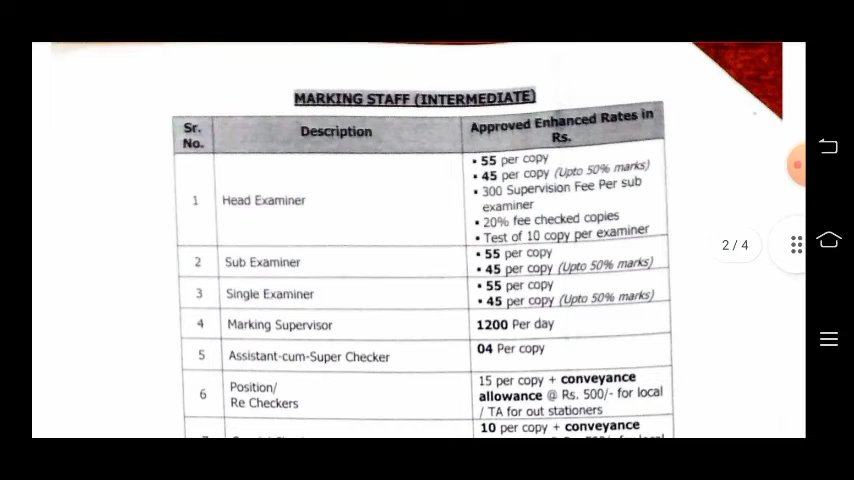 MARKING STAFF (INTERMEDIATE)
Sr. No.
Description
Approved Enhanced Rates in Rs.
1
Head Examiner
▪ 55 per copy
▪ 45 per copy (Upto 50% marks)
▪ 300 Supervision Fee Per sub
examiner
▪ 20% fee checked copies
▪ Test of 10 copy per examiner
2
Sub Examiner
▪ 55 per copy
▪ 45 per copy (Upto 50% marks)
3
Single Examiner
▪ 55 per copy
▪ 45 per copy (Upto 50% marks)
4
Marking Supervisor
1200 Per day
5
Assistant-cum-Super Checker
04 Per copy
6
Position/
Re Checkers
15 per copy + conveyance
allowance @ Rs. 500/- for local
/ TA for out stationers
10 per copy + conveyance
2 / 4